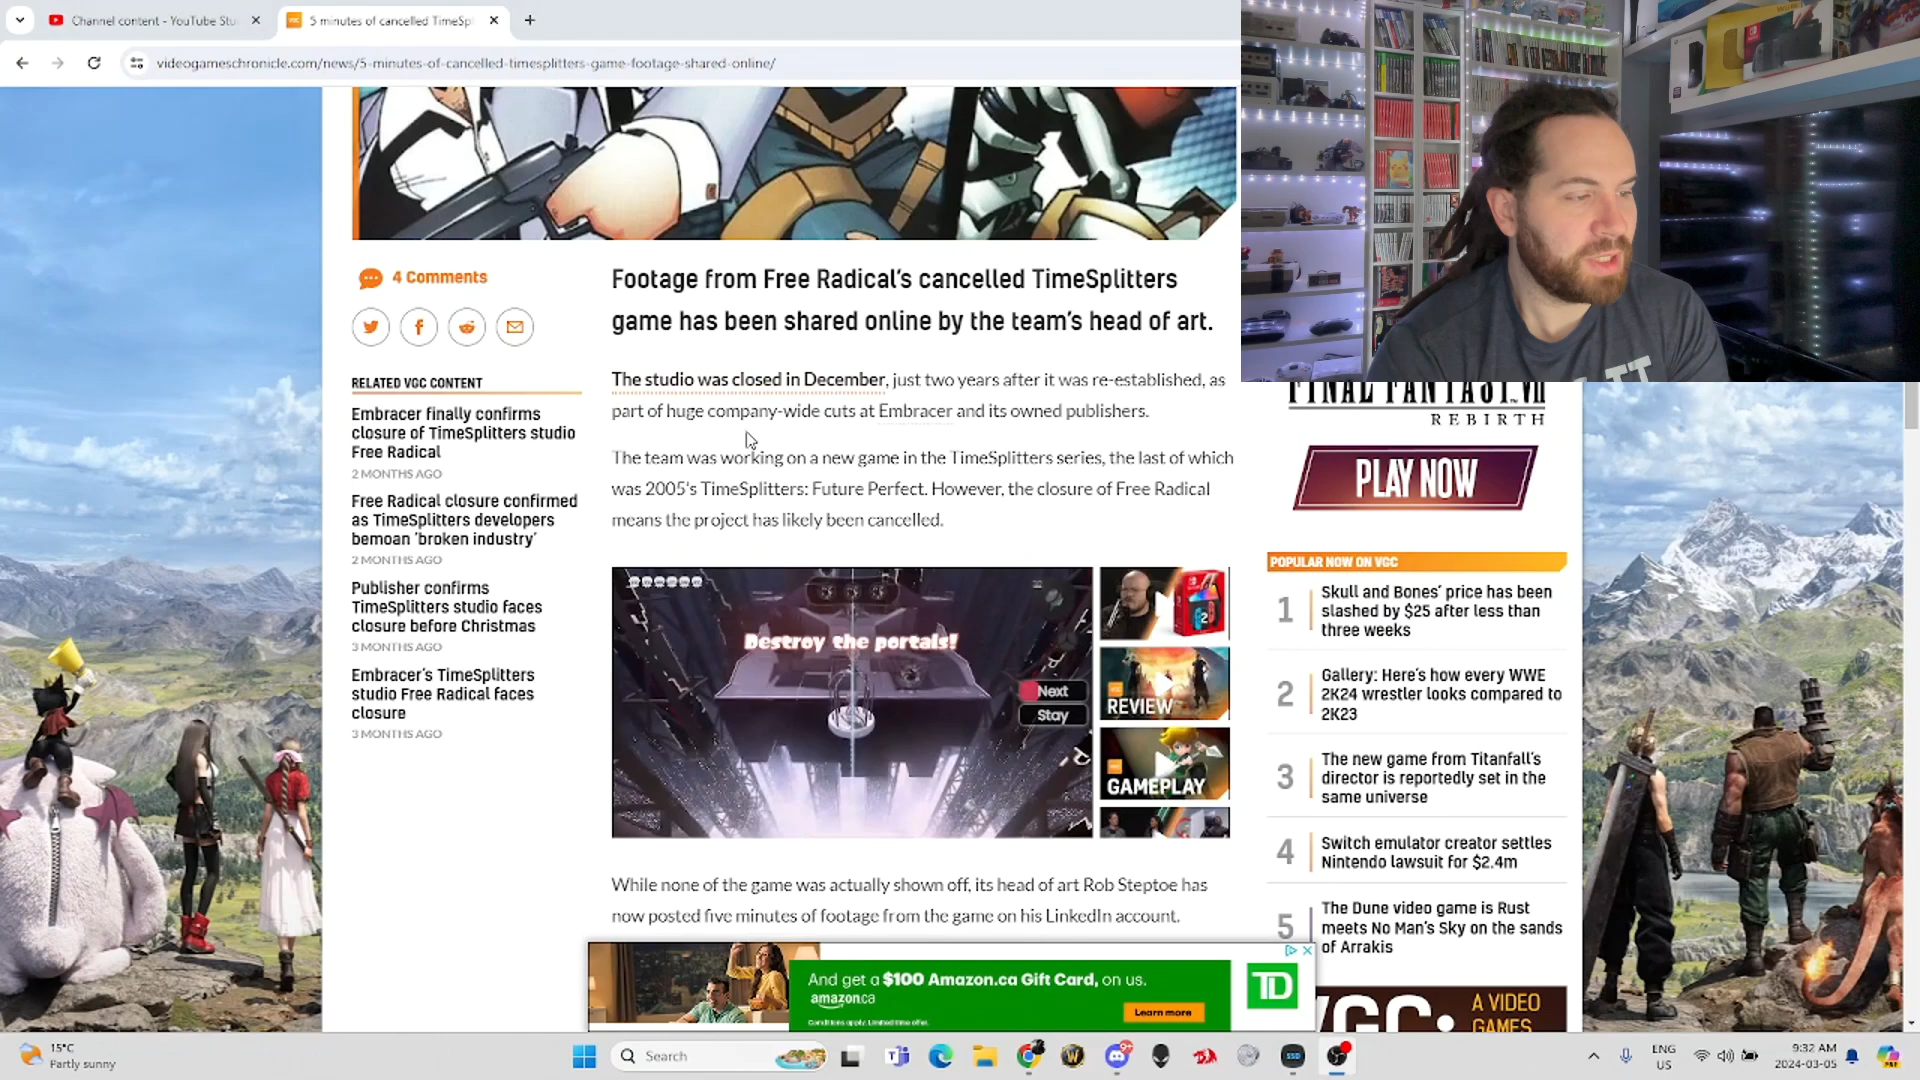 Channel content - YouTube Stu
5 minutes of cancelled TimeSp
videogameschronicle.com/news/5-minutes-of-cancelled-timesplitters-game-footage-shared-online/
4 Comments
RELATED VGC CONTENT
Embracer finally confirms
closure of TimeSplitters studio
Free Radical
2 MONTHS AGO
Free Radical closure confirmed
as TimeSplitters developers
bemoan 'broken industry'
2 MONTHS AGO
Publisher confirms
TimeSplitters studio faces
closure before Christmas
3 MONTHS AGO
Embracer's TimeSplitters
studio Free Radical faces
closure
3 MONTHS AGO
Footage from Free Radical's cancelled TimeSplitters
game has been shared online by the team's head of art.
The studio was closed in December, just two years after it was re-established, as
part of huge company-wide cuts at Embracer and its owned publishers.
The team was working on a new game in the TimeSplitters series, the last of which
was 2005's TimeSplitters: Future Perfect. However, the closure of Free Radical
means the project has likely been cancelled.
Destroy the portals!
Next
Stay
2
REVIEW
GAMEPLAY
While none of the game was actually shown off, its head of art Rob Steptoe has
now posted five minutes of footage from the game on his LinkedIn account.
And get a $100 Amazon.ca Gift Card, on us.
amazon.ca
Conditions apply. Limited time offer.
Learn more
TD
FINAL FANTASY VII
REBIRTH
PLAY NOW
POPULAR NOW ON VGC
1
Skull and Bones' price has been
slashed by $25 after less than
three weeks
2
Gallery: Here's how every WWE
2K24 wrestler looks compared to
2K23
3
The new game from Titanfall's
director is reportedly set in the
same universe
4
Switch emulator creator settles
Nintendo lawsuit for $2.4m
5
The Dune video game is Rust
meets No Man's Sky on the sands
of Arrakis
VGC:
A VIDEO
GAMES
15°C
Partly sunny
Search
9+
SSD
ENG
US
9:32 AM
2024-03-05